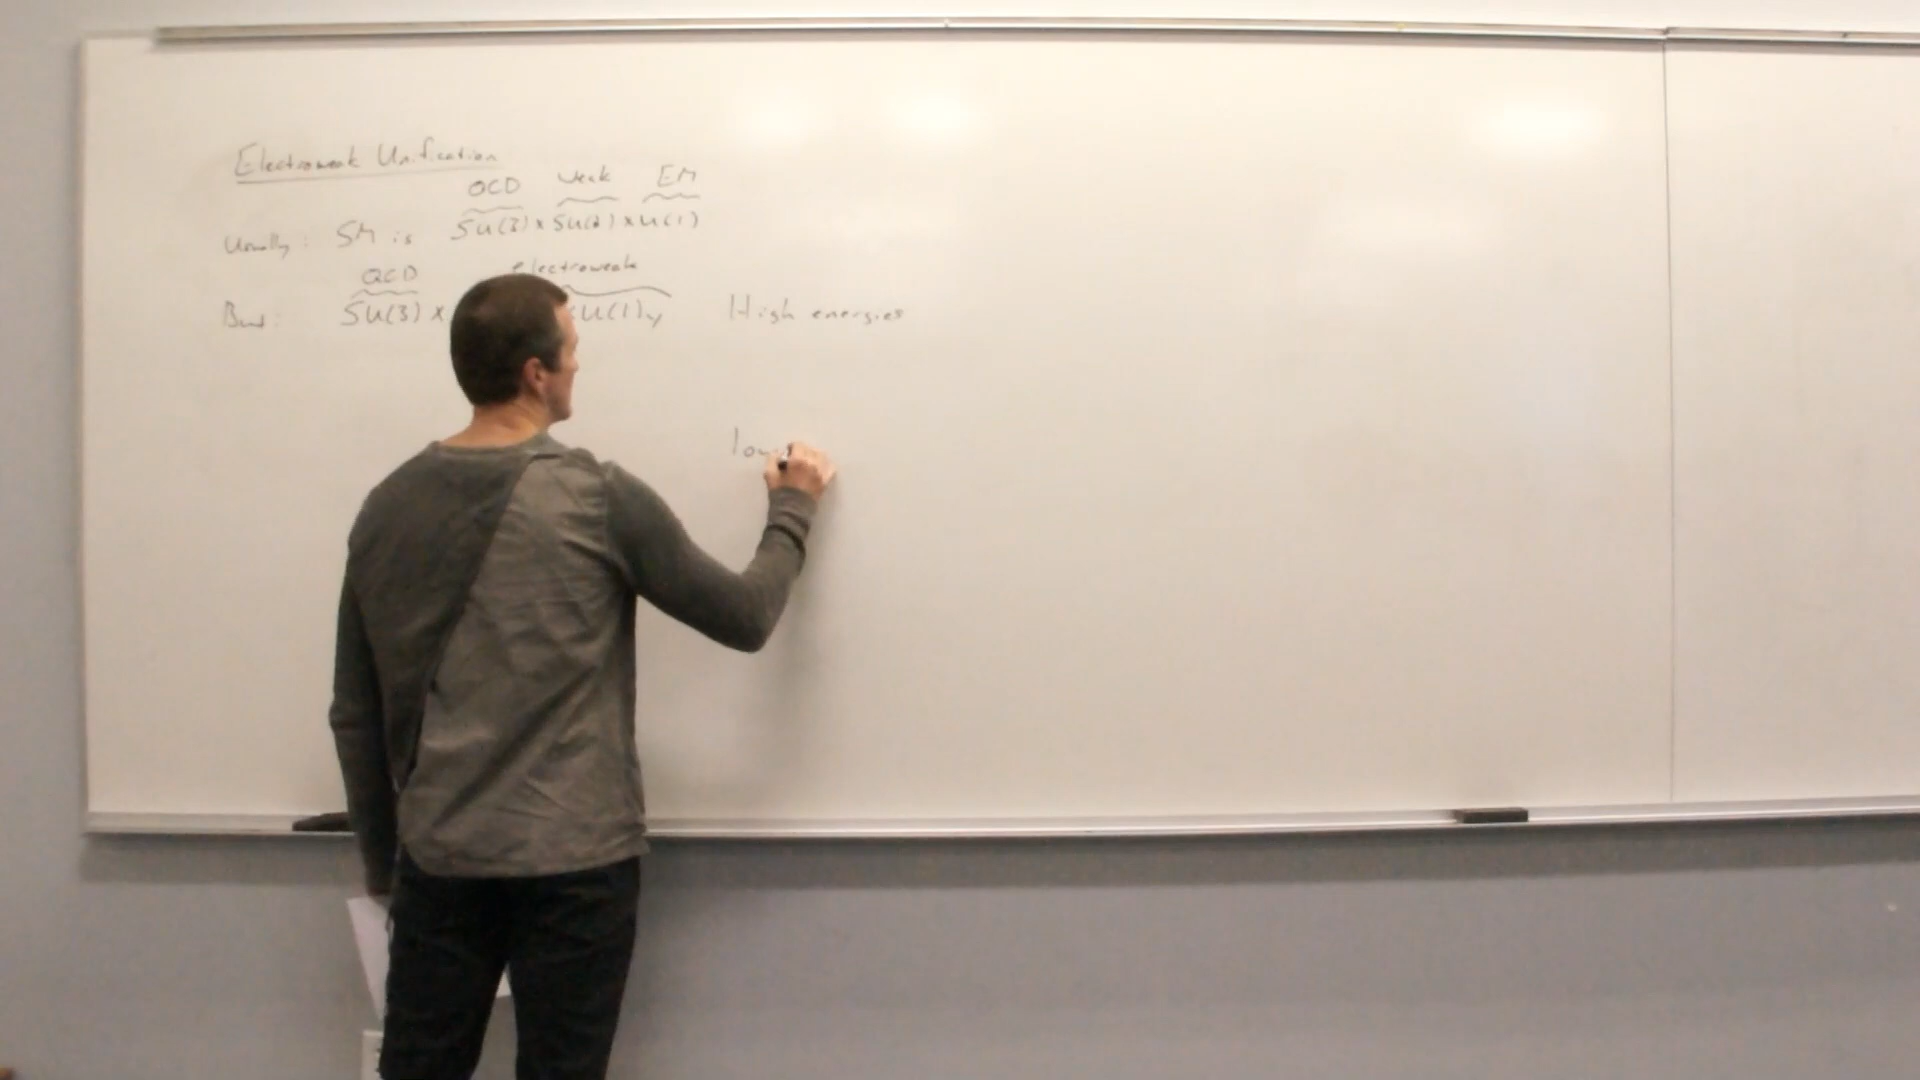 Electroweak Unification
QCD weak EM
Usually: SM is SU(3) x SU(2) x U(1)
QCD electroweak
But: SU(3) x x U(1)y High energies
low